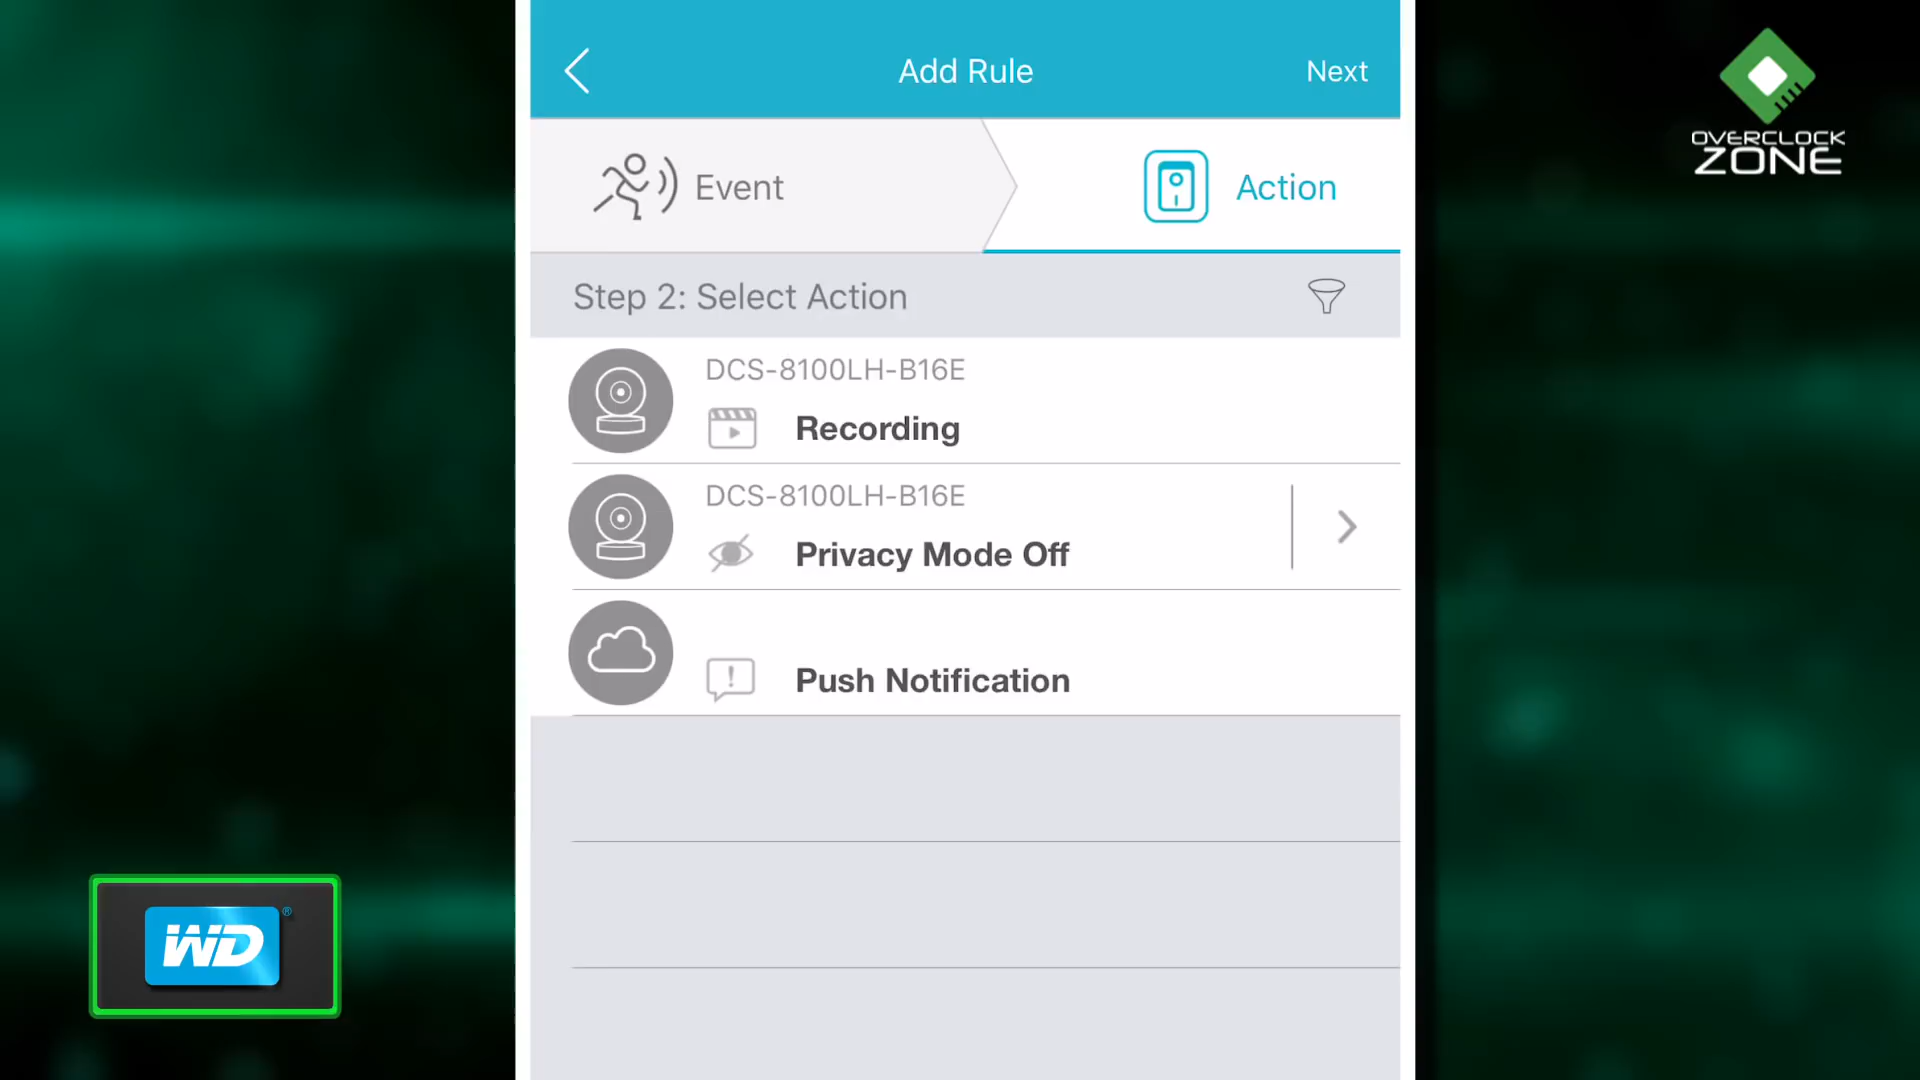 Add Rule
Next
Event
Action
Step 2: Select Action
DCS-8100LH-B16E
Recording
DCS-8100LH-B16E
Privacy Mode Off
Push Notification
OVERCLOCK
ZONE
WD®